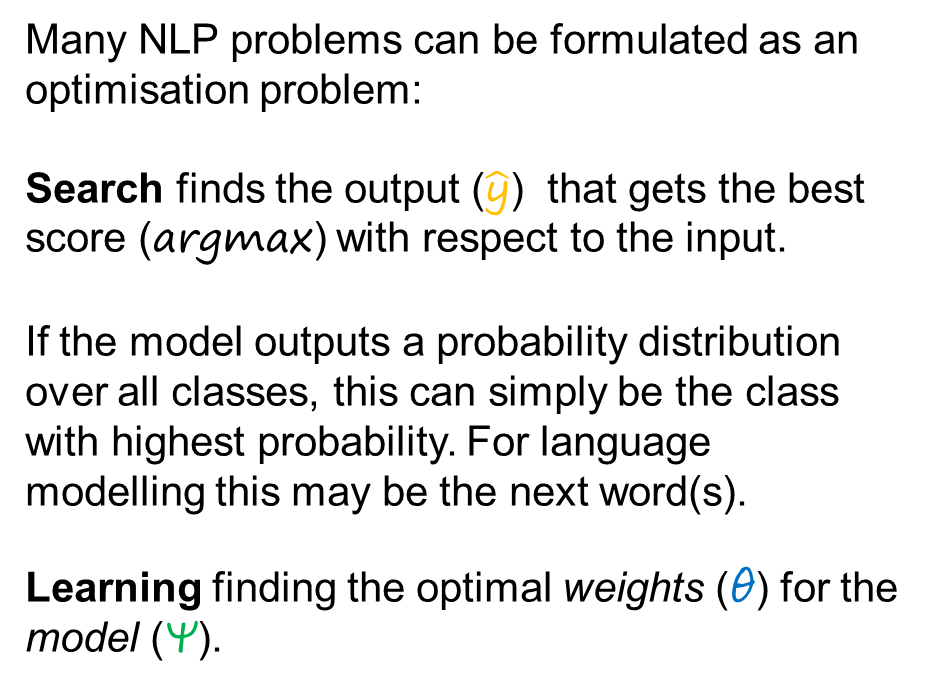 Many NLP problems can be formulated as an
optimisation problem:
Search finds the output (ŷ) that gets the best
score (argmax) with respect to the input.
If the model outputs a probability distribution
over all classes, this can simply be the class
with highest probability. For language
modelling this may be the next word(s).
Learning finding the optimal weights (θ) for the
model (Ψ).